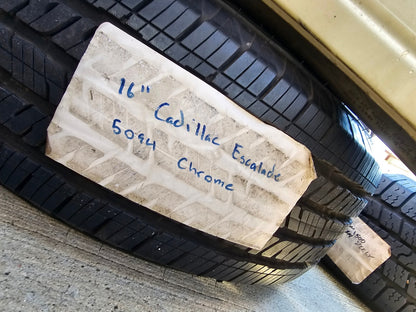 16" Cadillac Escalade
5094 Chrome